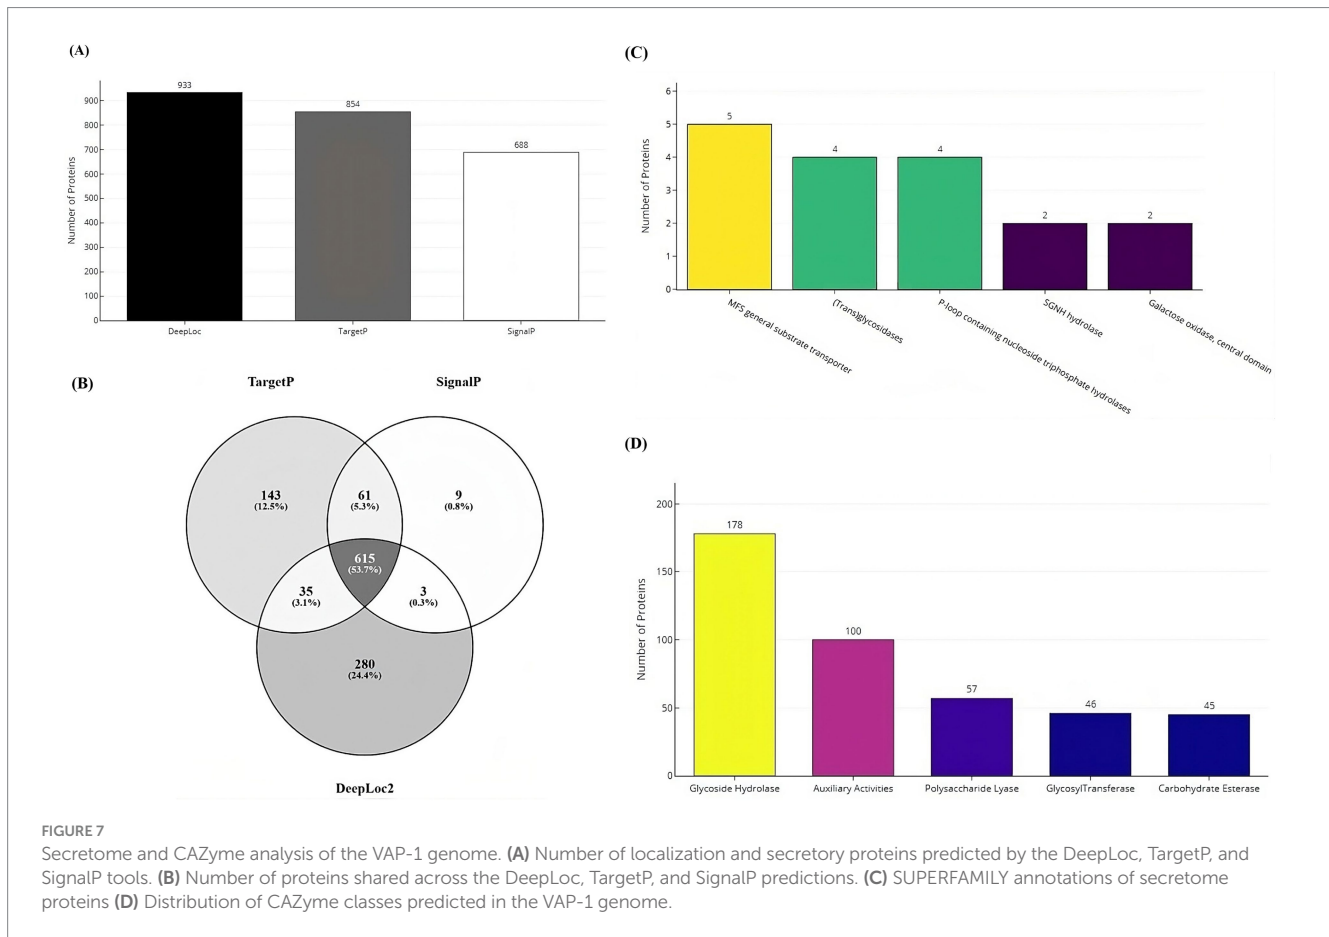 (A)
933
854
688
900
800
700
600
500
400
300
200
100
0
Number of Proteins
DeepLoc
TargetP
SignalP
(B)
TargetP
SignalP
143
(12.5%)
61
(5.3%)
9
(0.8%)
615
(53.7%)
35
(3.1%)
3
(0.3%)
280
(24.4%)
DeepLoc2
(C)
6
5
4
3
2
1
0
Number of Proteins
5
4
4
2
2
MFS general substrate transporter
(Trans)glycosidases
P-loop containing nucleoside triphosphate hydrolases
SGNH hydrolase
Galactose oxidase, central domain
(D)
200
150
100
50
0
Number of Proteins
178
100
57
46
45
Glycoside Hydrolase
Auxiliary Activities
Polysaccharide Lyase
GlycosylTransferase
Carbohydrate Esterase
FIGURE 7
Secretome and CAZyme analysis of the VAP-1 genome. (A) Number of localization and secretory proteins predicted by the DeepLoc, TargetP, and
SignalP tools. (B) Number of proteins shared across the DeepLoc, TargetP, and SignalP predictions. (C) SUPERFAMILY annotations of secretome
proteins (D) Distribution of CAZyme classes predicted in the VAP-1 genome.